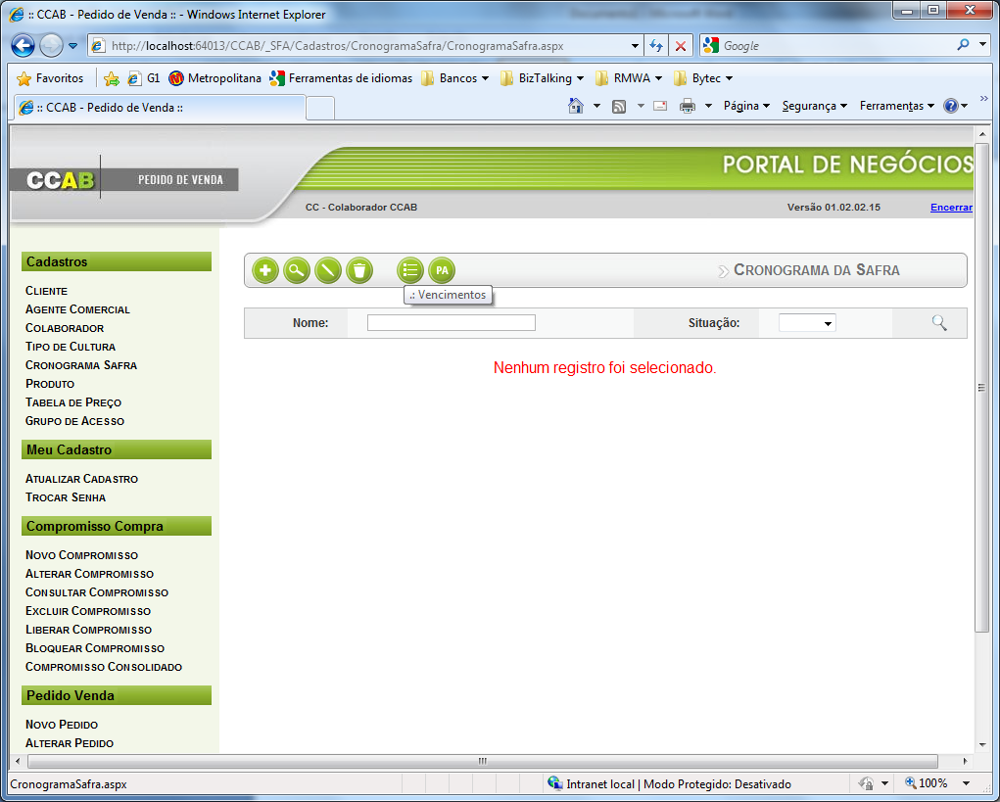 :: CCAB - Pedido de Venda :: - Windows Internet Explorer
http://localhost:64013/CCAB/_SFA/Cadastros/CronogramaSafra/CronogramaSafra.aspx
Google
Favoritos G1 Metropolitana Ferramentas de idiomas Bancos BizTalking RMWA Bytec
:: CCAB - Pedido de Venda ::
Página Segurança Ferramentas
CCAB PEDIDO DE VENDA
PORTAL DE NEGÓCIOS
CC - Colaborador CCAB Versão 01.02.02.15 Encerrar
Cadastros
CLIENTE
AGENTE COMERCIAL
COLABORADOR
TIPO DE CULTURA
CRONOGRAMA SAFRA
PRODUTO
TABELA DE PREÇO
GRUPO DE ACESSO
Meu Cadastro
ATUALIZAR CADASTRO
TROCAR SENHA
Compromisso Compra
NOVO COMPROMISSO
ALTERAR COMPROMISSO
CONSULTAR COMPROMISSO
EXCLUIR COMPROMISSO
LIBERAR COMPROMISSO
BLOQUEAR COMPROMISSO
COMPROMISSO CONSOLIDADO
Pedido Venda
NOVO PEDIDO
ALTERAR PEDIDO
PA
CRONOGRAMA DA SAFRA
.: Vencimentos
Nome: Situação:
Nenhum registro foi selecionado.
CronogramaSafra.aspx
Intranet local | Modo Protegido: Desativado
100%